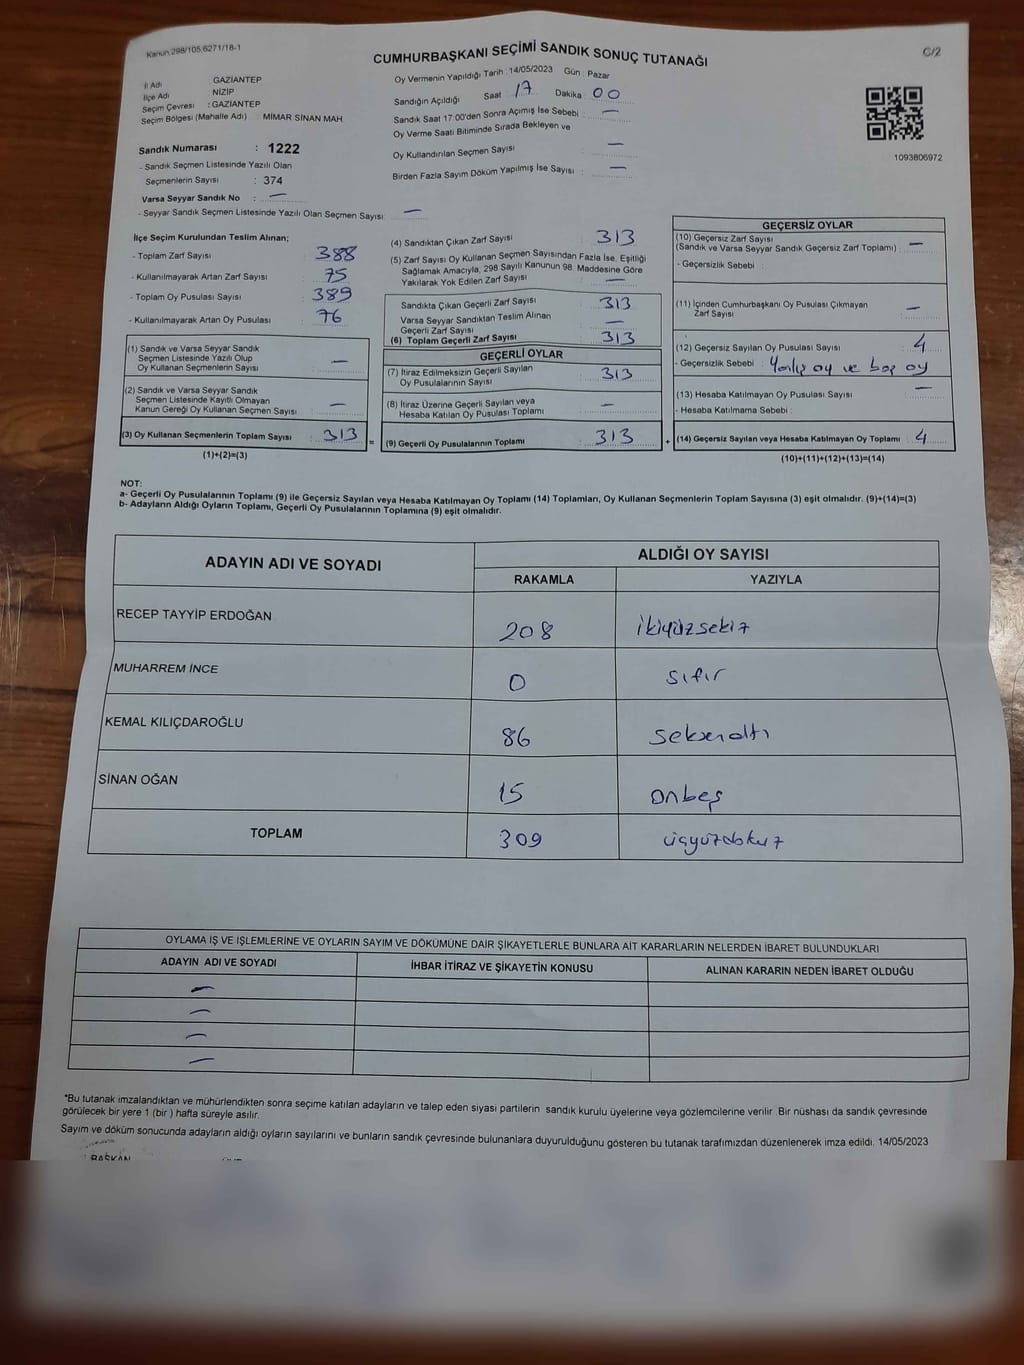 Kanun 298/105,6271/18-1
C/2
CUMHURBAŞKANI SEÇİMİ SANDIK SONUÇ TUTANAĞI
İl Adı GAZİANTEP
İlçe Adı NİZİP
Seçim Çevresi : GAZİANTEP
Seçim Bölgesi (Mahalle Adı) : MİMAR SİNAN MAH
Sandık Numarası : 1222
- Sandık Seçmen Listesinde Yazılı Olan
Seçmenlerin Sayısı : 374
Varsa Seyyar Sandık No : —
- Seyyar Sandık Seçmen Listesinde Yazılı Olan Seçmen Sayısı: —
Oy Vermenin Yapıldığı Tarih : 14/05/2023 Gün : Pazar
Sandığın Açıldığı Saat 17 Dakika 00
Sandık Saat 17:00'den Sonra Açımış İse Sebebi : —
Oy Verme Saati Bitiminde Sırada Bekleyen ve
Oy Kullandırılan Seçmen Sayısı : —
Birden Fazla Sayım Döküm Yapılmış İse Sayısı : —
1093806972
İlçe Seçim Kurulundan Teslim Alınan;
- Toplam Zarf Sayısı : 388
- Kullanılmayarak Artan Zarf Sayısı : 75
- Toplam Oy Pusulası Sayısı : 389
- Kullanılmayarak Artan Oy Pusulası : 76
(1) Sandık ve Varsa Seyyar Sandık
Seçmen Listesinde Yazılı Olup
Oy Kullanan Seçmenlerin Sayısı : —
(2) Sandık ve Varsa Seyyar Sandık
Seçmen Listesinde Kayıtlı Olmayan
Kanun Gereği Oy Kullanan Seçmen Sayısı : —
(3) Oy Kullanan Seçmenlerin Toplam Sayısı : 313
(1)+(2)=(3)
(4) Sandıktan Çıkan Zarf Sayısı : 313
(5) Zarf Sayısı Oy Kullanan Seçmen Sayısından Fazla İse, Eşitliği
Sağlamak Amacıyla, 298 Sayılı Kanunun 98. Maddesine Göre
Yakılarak Yok Edilen Zarf Sayısı : —
Sandıkta Çıkan Geçerli Zarf Sayısı : 313
Varsa Seyyar Sandıktan Teslim Alınan
Geçerli Zarf Sayısı : —
(6) Toplam Geçerli Zarf Sayısı : 313
GEÇERLİ OYLAR
(7) İtiraz Edilmeksizin Geçerli Sayılan
Oy Pusulalarının Sayısı : 313
(8) İtiraz Üzerine Geçerli Sayılan veya
Hesaba Katılan Oy Pusulası Toplamı : —
= (9) Geçerli Oy Pusulalarının Toplamı : 313 +
GEÇERSİZ OYLAR
(10) Geçersiz Zarf Sayısı
(Sandık ve Varsa Seyyar Sandık Geçersiz Zarf Toplamı) : —
- Geçersizlik Sebebi :
(11) İçinden Cumhurbaşkanı Oy Pusulası Çıkmayan
Zarf Sayısı : —
(12) Geçersiz Sayılan Oy Pusulası Sayısı : 4
- Geçersizlik Sebebi : Yanlış oy ve boş oy
(13) Hesaba Katılmayan Oy Pusulası Sayısı : —
- Hesaba Katılmama Sebebi :
(14) Geçersiz Sayılan veya Hesaba Katılmayan Oy Toplamı : 4
(10)+(11)+(12)+(13)=(14)
NOT:
a- Geçerli Oy Pusulalarının Toplamı (9) ile Geçersiz Sayılan veya Hesaba Katılmayan Oy Toplamı (14) Toplamları, Oy Kullanan Seçmenlerin Toplam Sayısına (3) eşit olmalıdır. (9)+(14)=(3)
b- Adayların Aldığı Oyların Toplamı, Geçerli Oy Pusulalarının Toplamına (9) eşit olmalıdır.
ADAYIN ADI VE SOYADI ALDIĞI OY SAYISI
RAKAMLA YAZIYLA
RECEP TAYYİP ERDOĞAN 208 ikiyüzsekiz
MUHARREM İNCE 0 sıfır
KEMAL KILIÇDAROĞLU 86 Seksenaltı
SİNAN OĞAN 15 onbeş
TOPLAM 309 üçyüzdokuz
OYLAMA İŞ VE İŞLEMLERİNE VE OYLARIN SAYIM VE DÖKÜMÜNE DAİR ŞİKAYETLERLE BUNLARA AİT KARARLARIN NELERDEN İBARET BULUNDUKLARI
ADAYIN ADI VE SOYADI İHBAR İTİRAZ VE ŞİKAYETİN KONUSU ALINAN KARARIN NEDEN İBARET OLDUĞU
—
—
—
—
*Bu tutanak imzalandıktan ve mühürlendikten sonra seçime katılan adayların ve talep eden siyasi partilerin sandık kurulu üyelerine veya gözlemcilerine verilir. Bir nüshası da sandık çevresinde
görülecek bir yere 1 (bir ) hafta süreyle asılır.
Sayım ve döküm sonucunda adayların aldığı oyların sayılarını ve bunların sandık çevresinde bulunanlara duyurulduğunu gösteren bu tutanak tarafımızdan düzenlenerek imza edildi. 14/05/2023
BAŞKAN